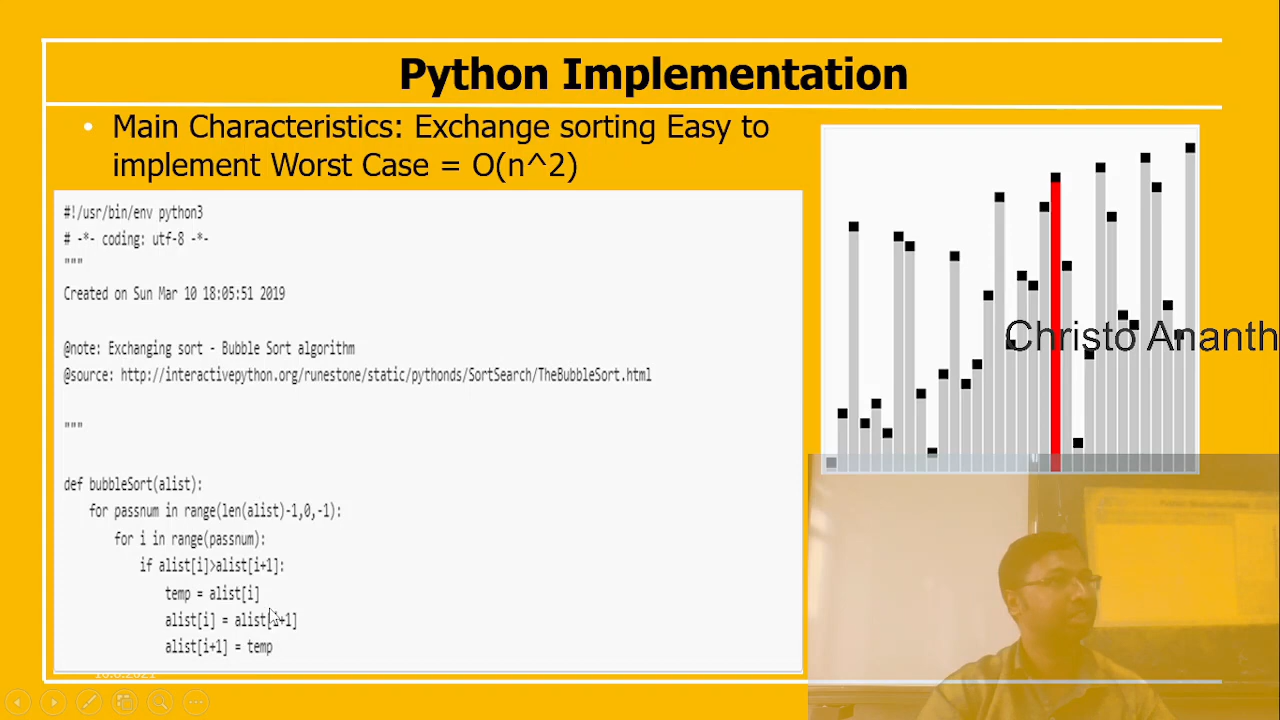 Python Implementation
• Main Characteristics: Exchange sorting Easy to
implement Worst Case = O(n^2)
#!/usr/bin/env python3
# -*- coding: utf-8 -*-
"""
Created on Sun Mar 10 18:05:51 2019
@note: Exchanging sort - Bubble Sort algorithm
@source: http://interactivepython.org/runestone/static/pythonds/SortSearch/TheBubbleSort.html
"""
def bubbleSort(alist):
for passnum in range(len(alist)-1,0,-1):
for i in range(passnum):
if alist[i]>alist[i+1]:
temp = alist[i]
alist[i] = alist[i+1]
alist[i+1] = temp
Christo Ananth